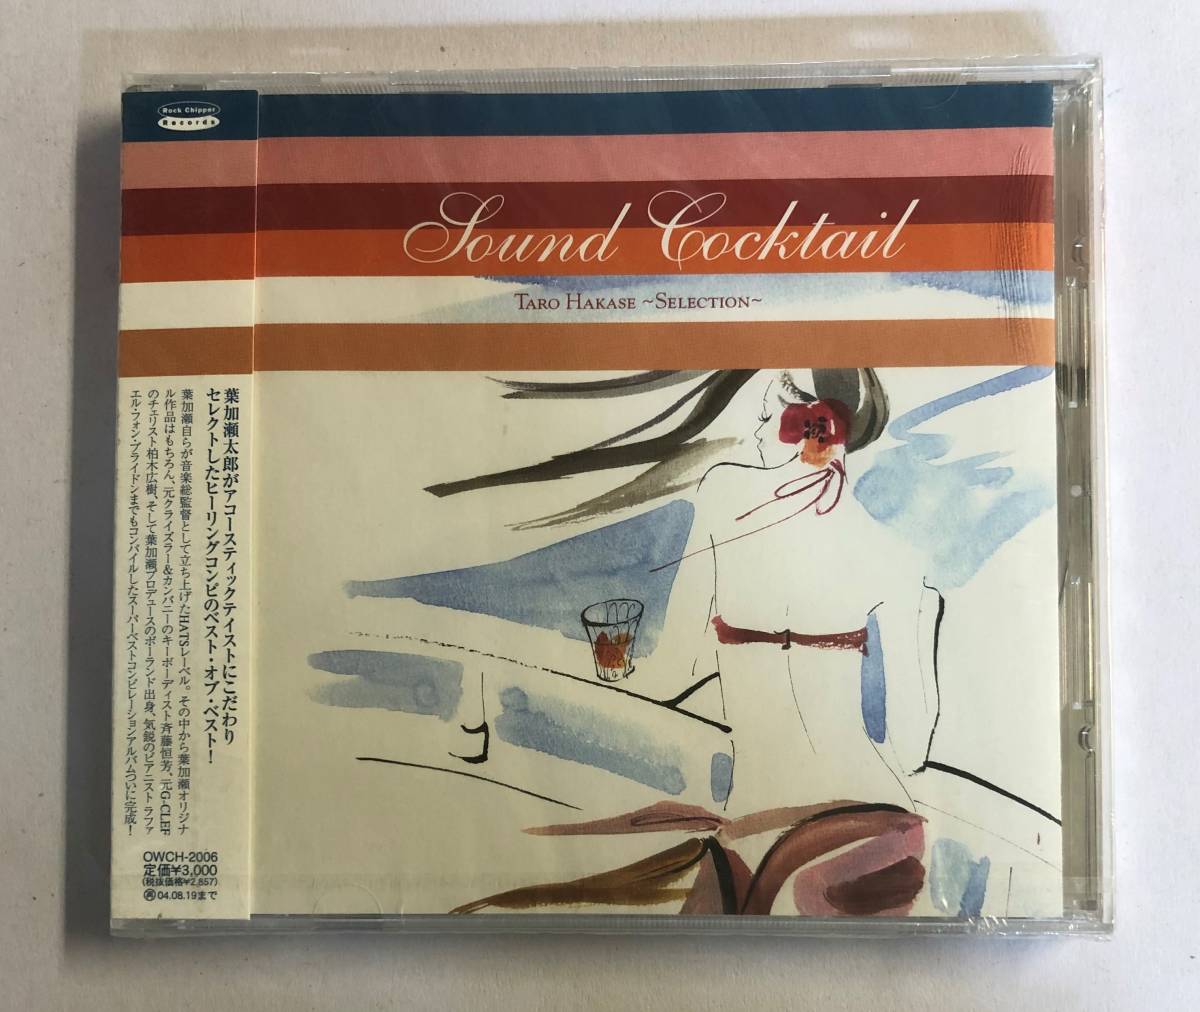 Rock Chipper
Records
Sound Cocktail
TARO HAKASE ~SELECTION~
葉加瀬太郎がアコースティックテイストにこだわり
セレクトしたヒーリングコンピのベスト・オブ・ベスト！
葉加瀬自らが音楽総監督として立ち上げたHATSレーベル。その中から葉加瀬オリジナ
ル作品はもちろん、元クライズラー&カンパニーのキーボーディスト斉藤恒芳、元G-CLEF
のチェリスト柏木広樹、そして葉加瀬プロデュースのポーランド出身、気鋭のピアニスト ラファ
エル・フォン・ブライドンまでもコンパイルしたスーパーベストコンピレーションアルバムついに完成！
OWCH-2006
定価¥3,000
(税抜価格¥2,857)
再04.08.19まで